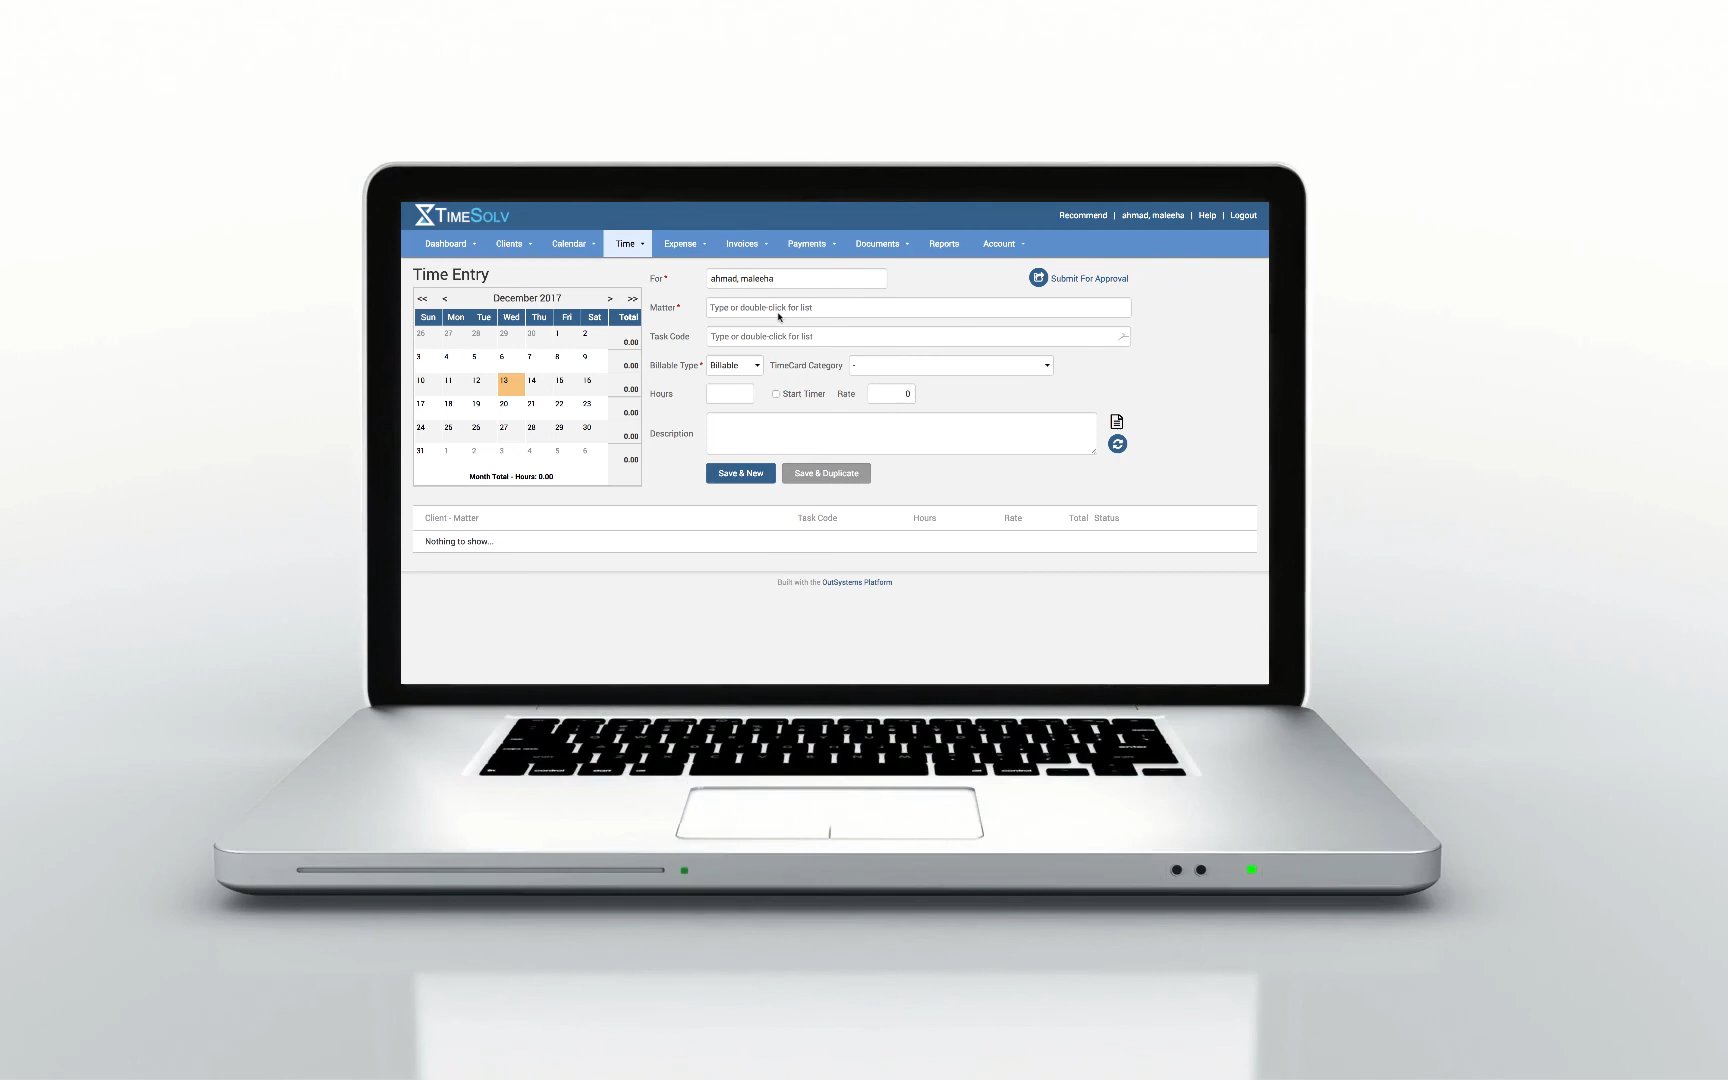 TIMESOLV
Recommend | ahmad, maleeha | Help | Logout
Dashboard Clients Calendar Time Expense Invoices Payments Documents Reports Account
Time Entry
<< < December 2017 > >>
Sun Mon Tue Wed Thu Fri Sat Total
26 27 28 29 30 1 2 0.00
3 4 5 6 7 8 9 0.00
10 11 12 13 14 15 16 0.00
17 18 19 20 21 22 23 0.00
24 25 26 27 28 29 30 0.00
31 1 2 3 4 5 6 0.00
Month Total - Hours: 0.00
For* ahmad, maleeha
Submit For Approval
Matter* Type or double-click for list
Task Code Type or double-click for list
Billable Type* Billable TimeCard Category -
Hours Start Timer Rate 0
Description
Save & New Save & Duplicate
Client - Matter Task Code Hours Rate Total Status
Nothing to show...
Built with the OutSystems Platform
enter
control control